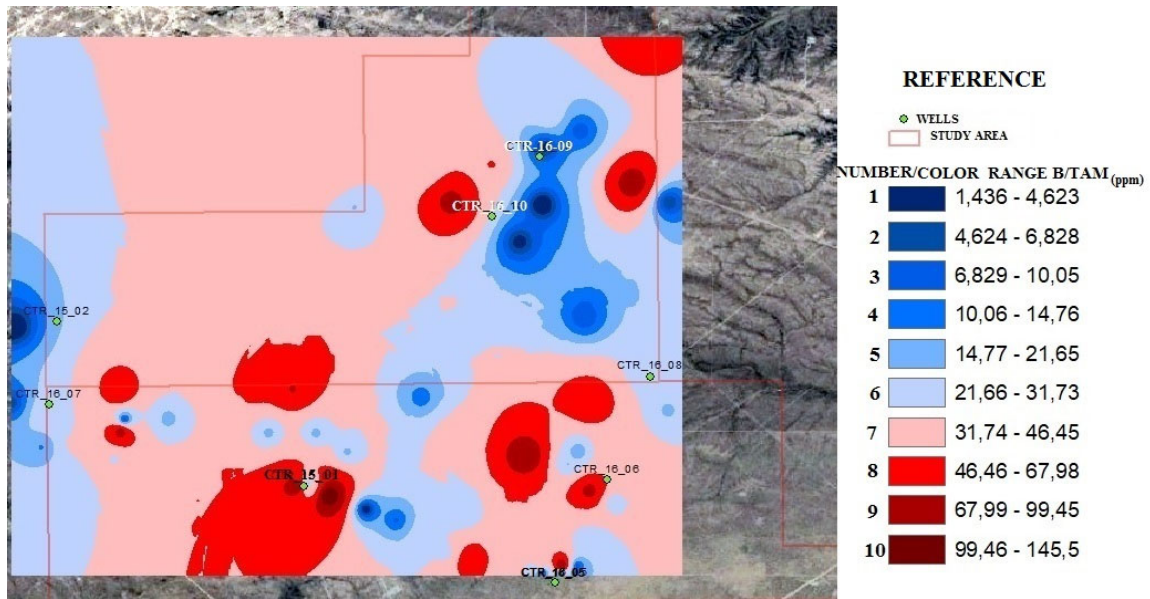 CTR-16-09
CTR_15_10
CTR_15_02
CTR_16_08
CTR_16_07
CTR_15_01
CTR_16_06
CTR_16_05
REFERENCE
WELLS
STUDY AREA
NUMBER/COLOR RANGE B/TAM (ppm)
1 1,436 - 4,623
2 4,624 - 6,828
3 6,829 - 10,05
4 10,06 - 14,76
5 14,77 - 21,65
6 21,66 - 31,73
7 31,74 - 46,45
8 46,46 - 67,98
9 67,99 - 99,45
10 99,46 - 145,5